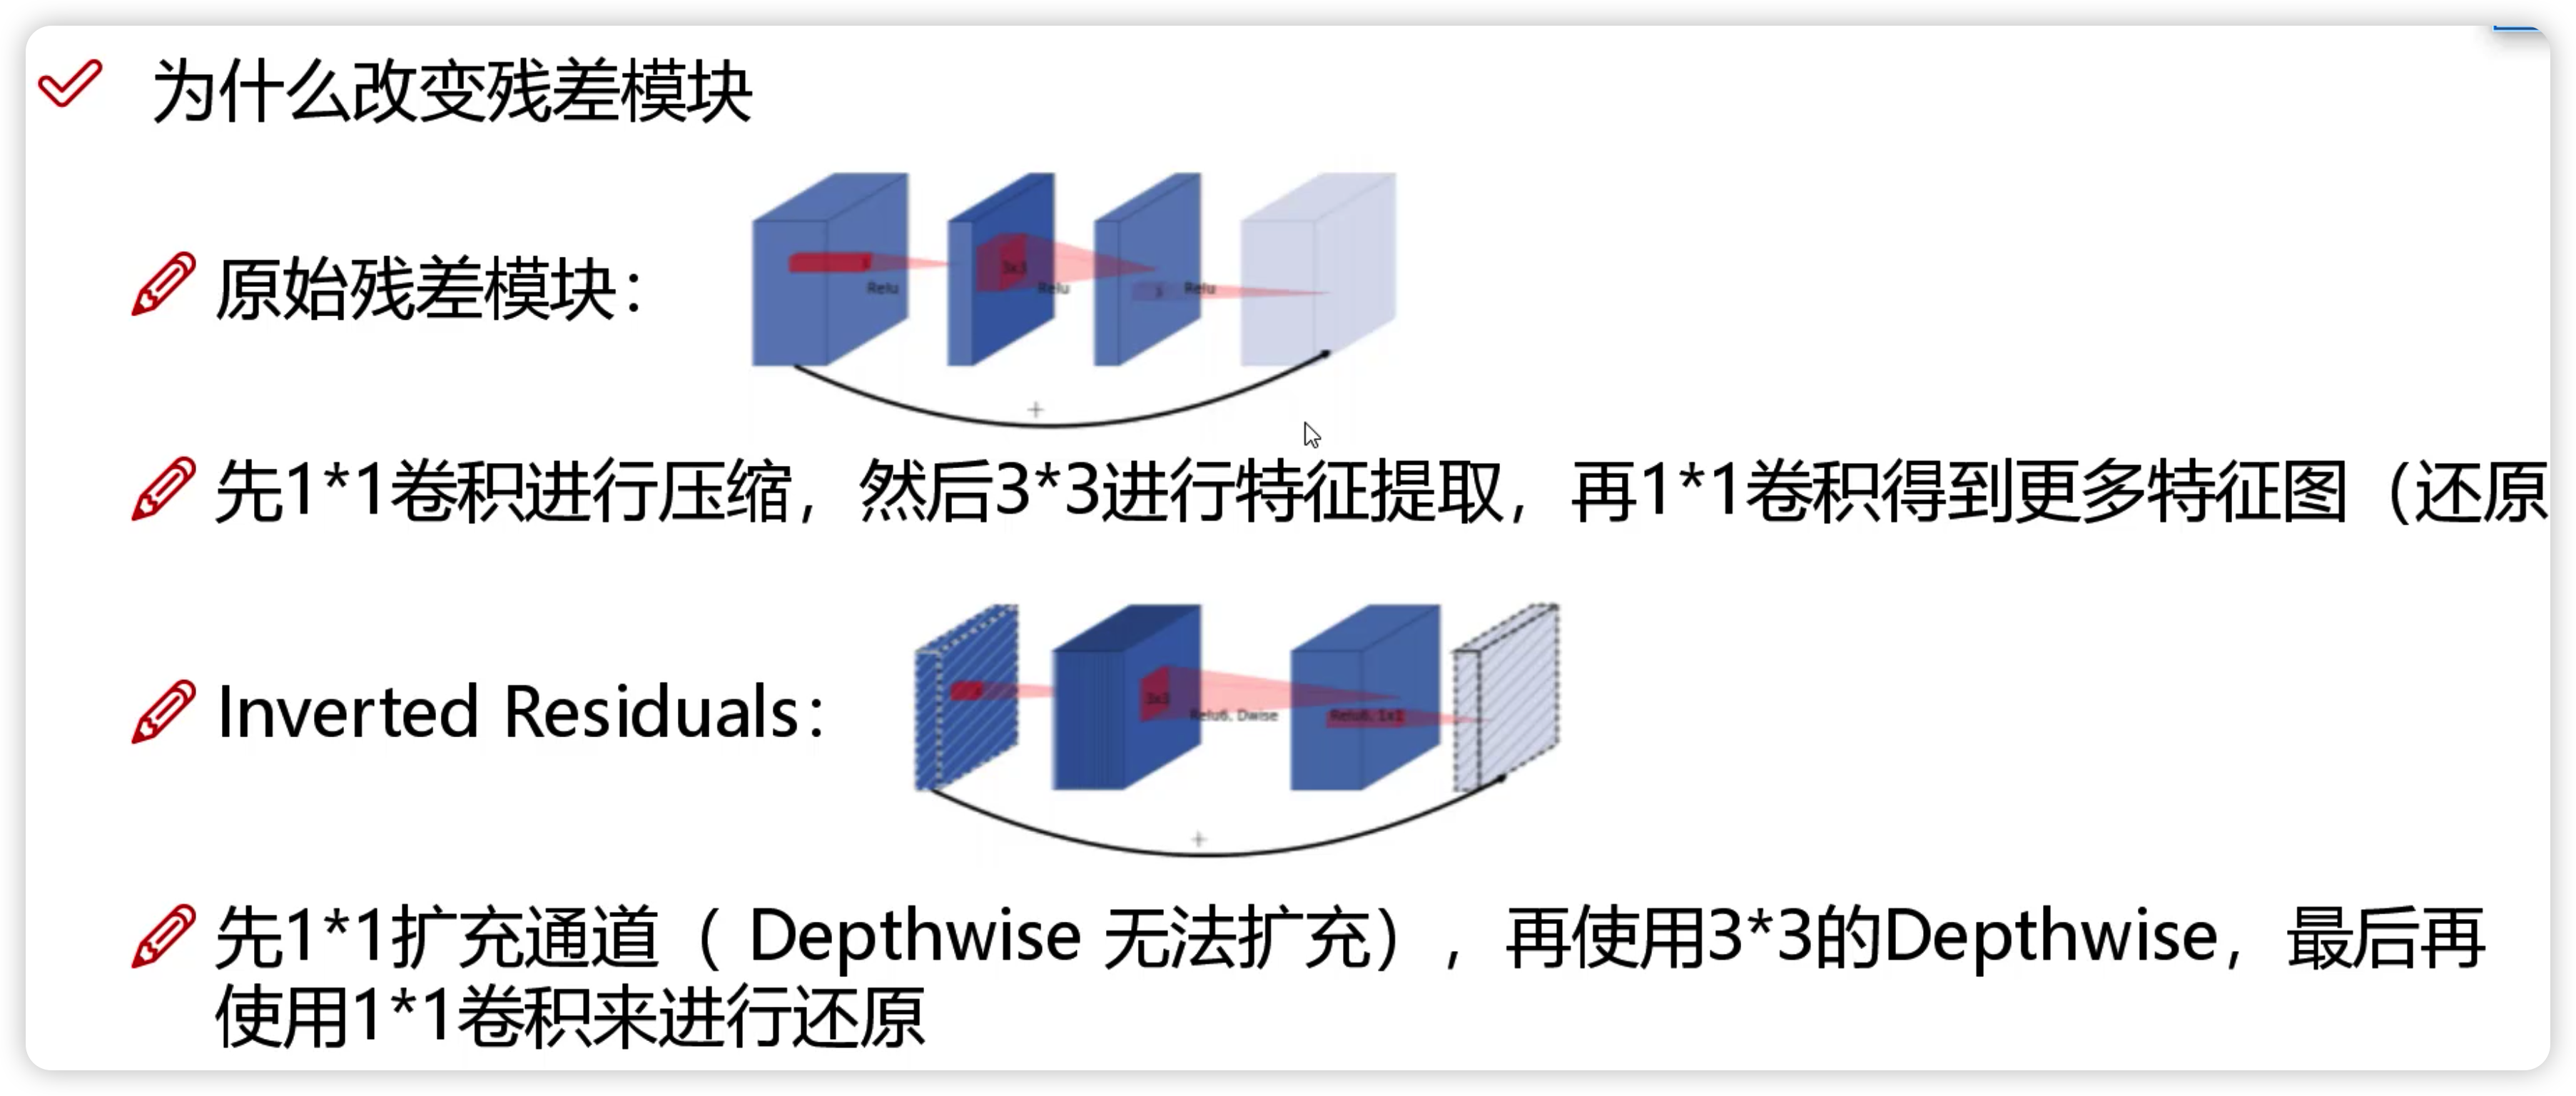 为什么改变残差模块
Relu
3x3
Relu
Relu
原始残差模块：
+
先1*1卷积进行压缩，然后3*3进行特征提取，再1*1卷积得到更多特征图（还原
3x3
Relu6, Dwise
Relu6, 1x1
Inverted Residuals：
+
先1*1扩充通道（ Depthwise 无法扩充），再使用3*3的Depthwise，最后再
使用1*1卷积来进行还原